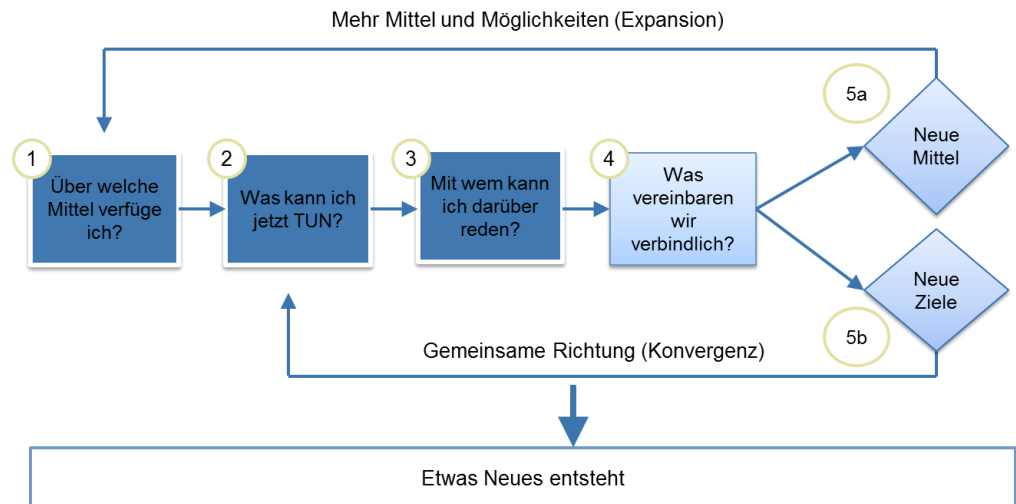 Mehr Mittel und Möglichkeiten (Expansion)
5a
1
2
3
4
Über welche
Mittel verfüge
ich?
Was kann ich
jetzt TUN?
Mit wem kann
ich darüber
reden?
Was
vereinbaren
wir
verbindlich?
Neue
Mittel
Neue
Ziele
5b
Gemeinsame Richtung (Konvergenz)
Etwas Neues entsteht